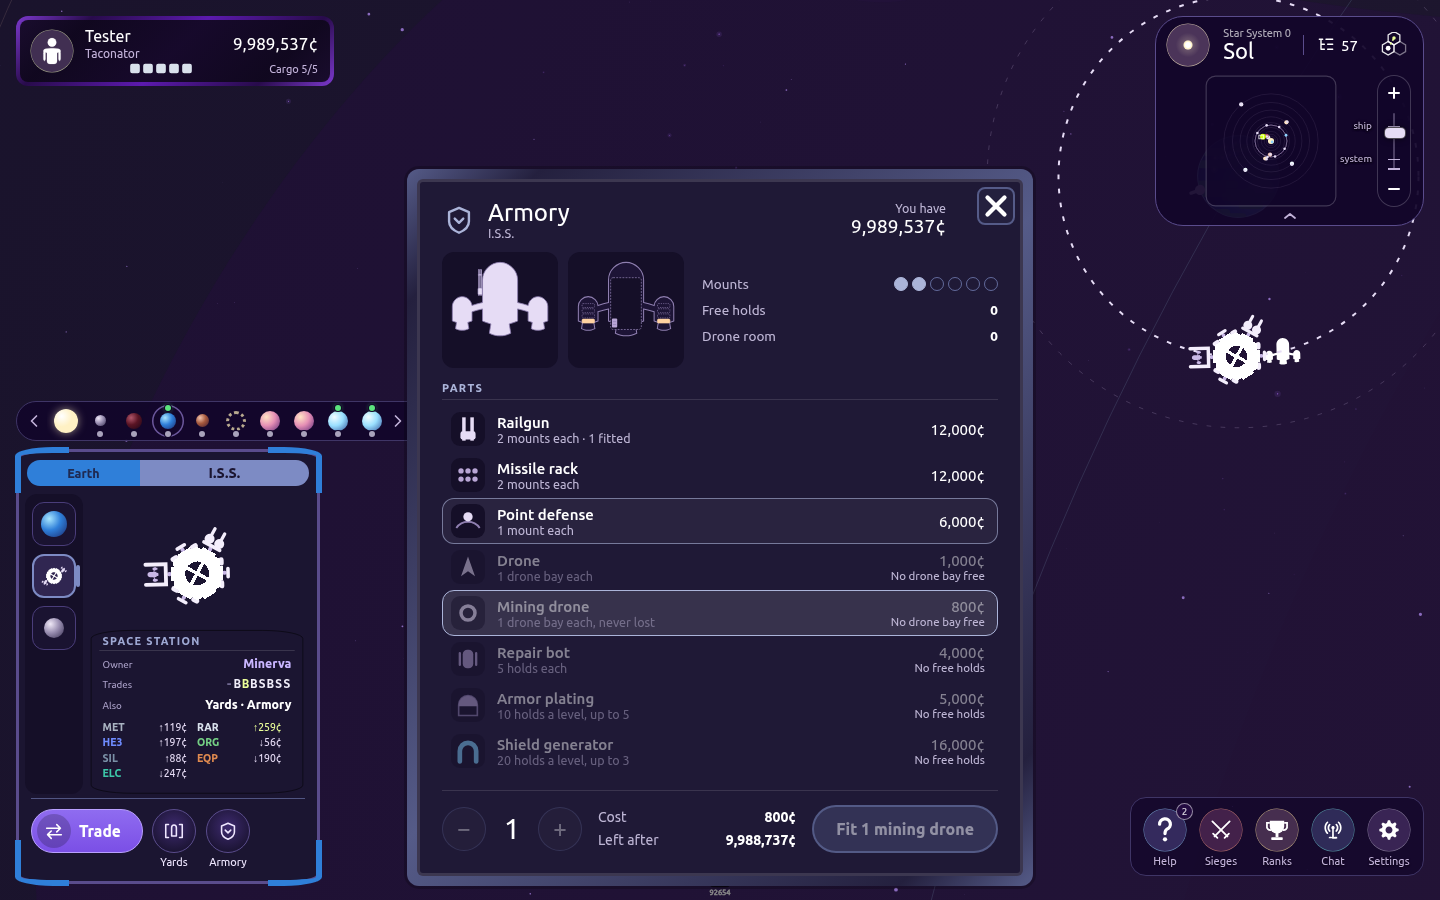 Tester
Taconator
9,989,537¢
Cargo 5/5
Star System 0
Sol
57
ship
system
Armory
I.S.S.
You have
9,989,537¢
Mounts
Free holds
0
Drone room
0
PARTS
Railgun
2 mounts each · 1 fitted
12,000¢
Missile rack
2 mounts each
12,000¢
Point defense
1 mount each
6,000¢
Drone
1 drone bay each
1,000¢
No drone bay free
Mining drone
1 drone bay each, never lost
800¢
No drone bay free
Repair bot
5 holds each
4,000¢
No free holds
Armor plating
10 holds a level, up to 5
5,000¢
No free holds
Shield generator
20 holds a level, up to 3
16,000¢
No free holds
1
Cost
800¢
Left after
9,988,737¢
Fit 1 mining drone
Earth
I.S.S.
SPACE STATION
Owner
Minerva
Trades
-BBBSBSS
Also
Yards · Armory
MET ↑119¢ RAR ↑259¢
HE3 ↑197¢ ORG ↓56¢
SIL ↑88¢ EQP ↓190¢
ELC ↓247¢
Trade
Yards
Armory
2
Help
Sieges
Ranks
Chat
Settings
92654